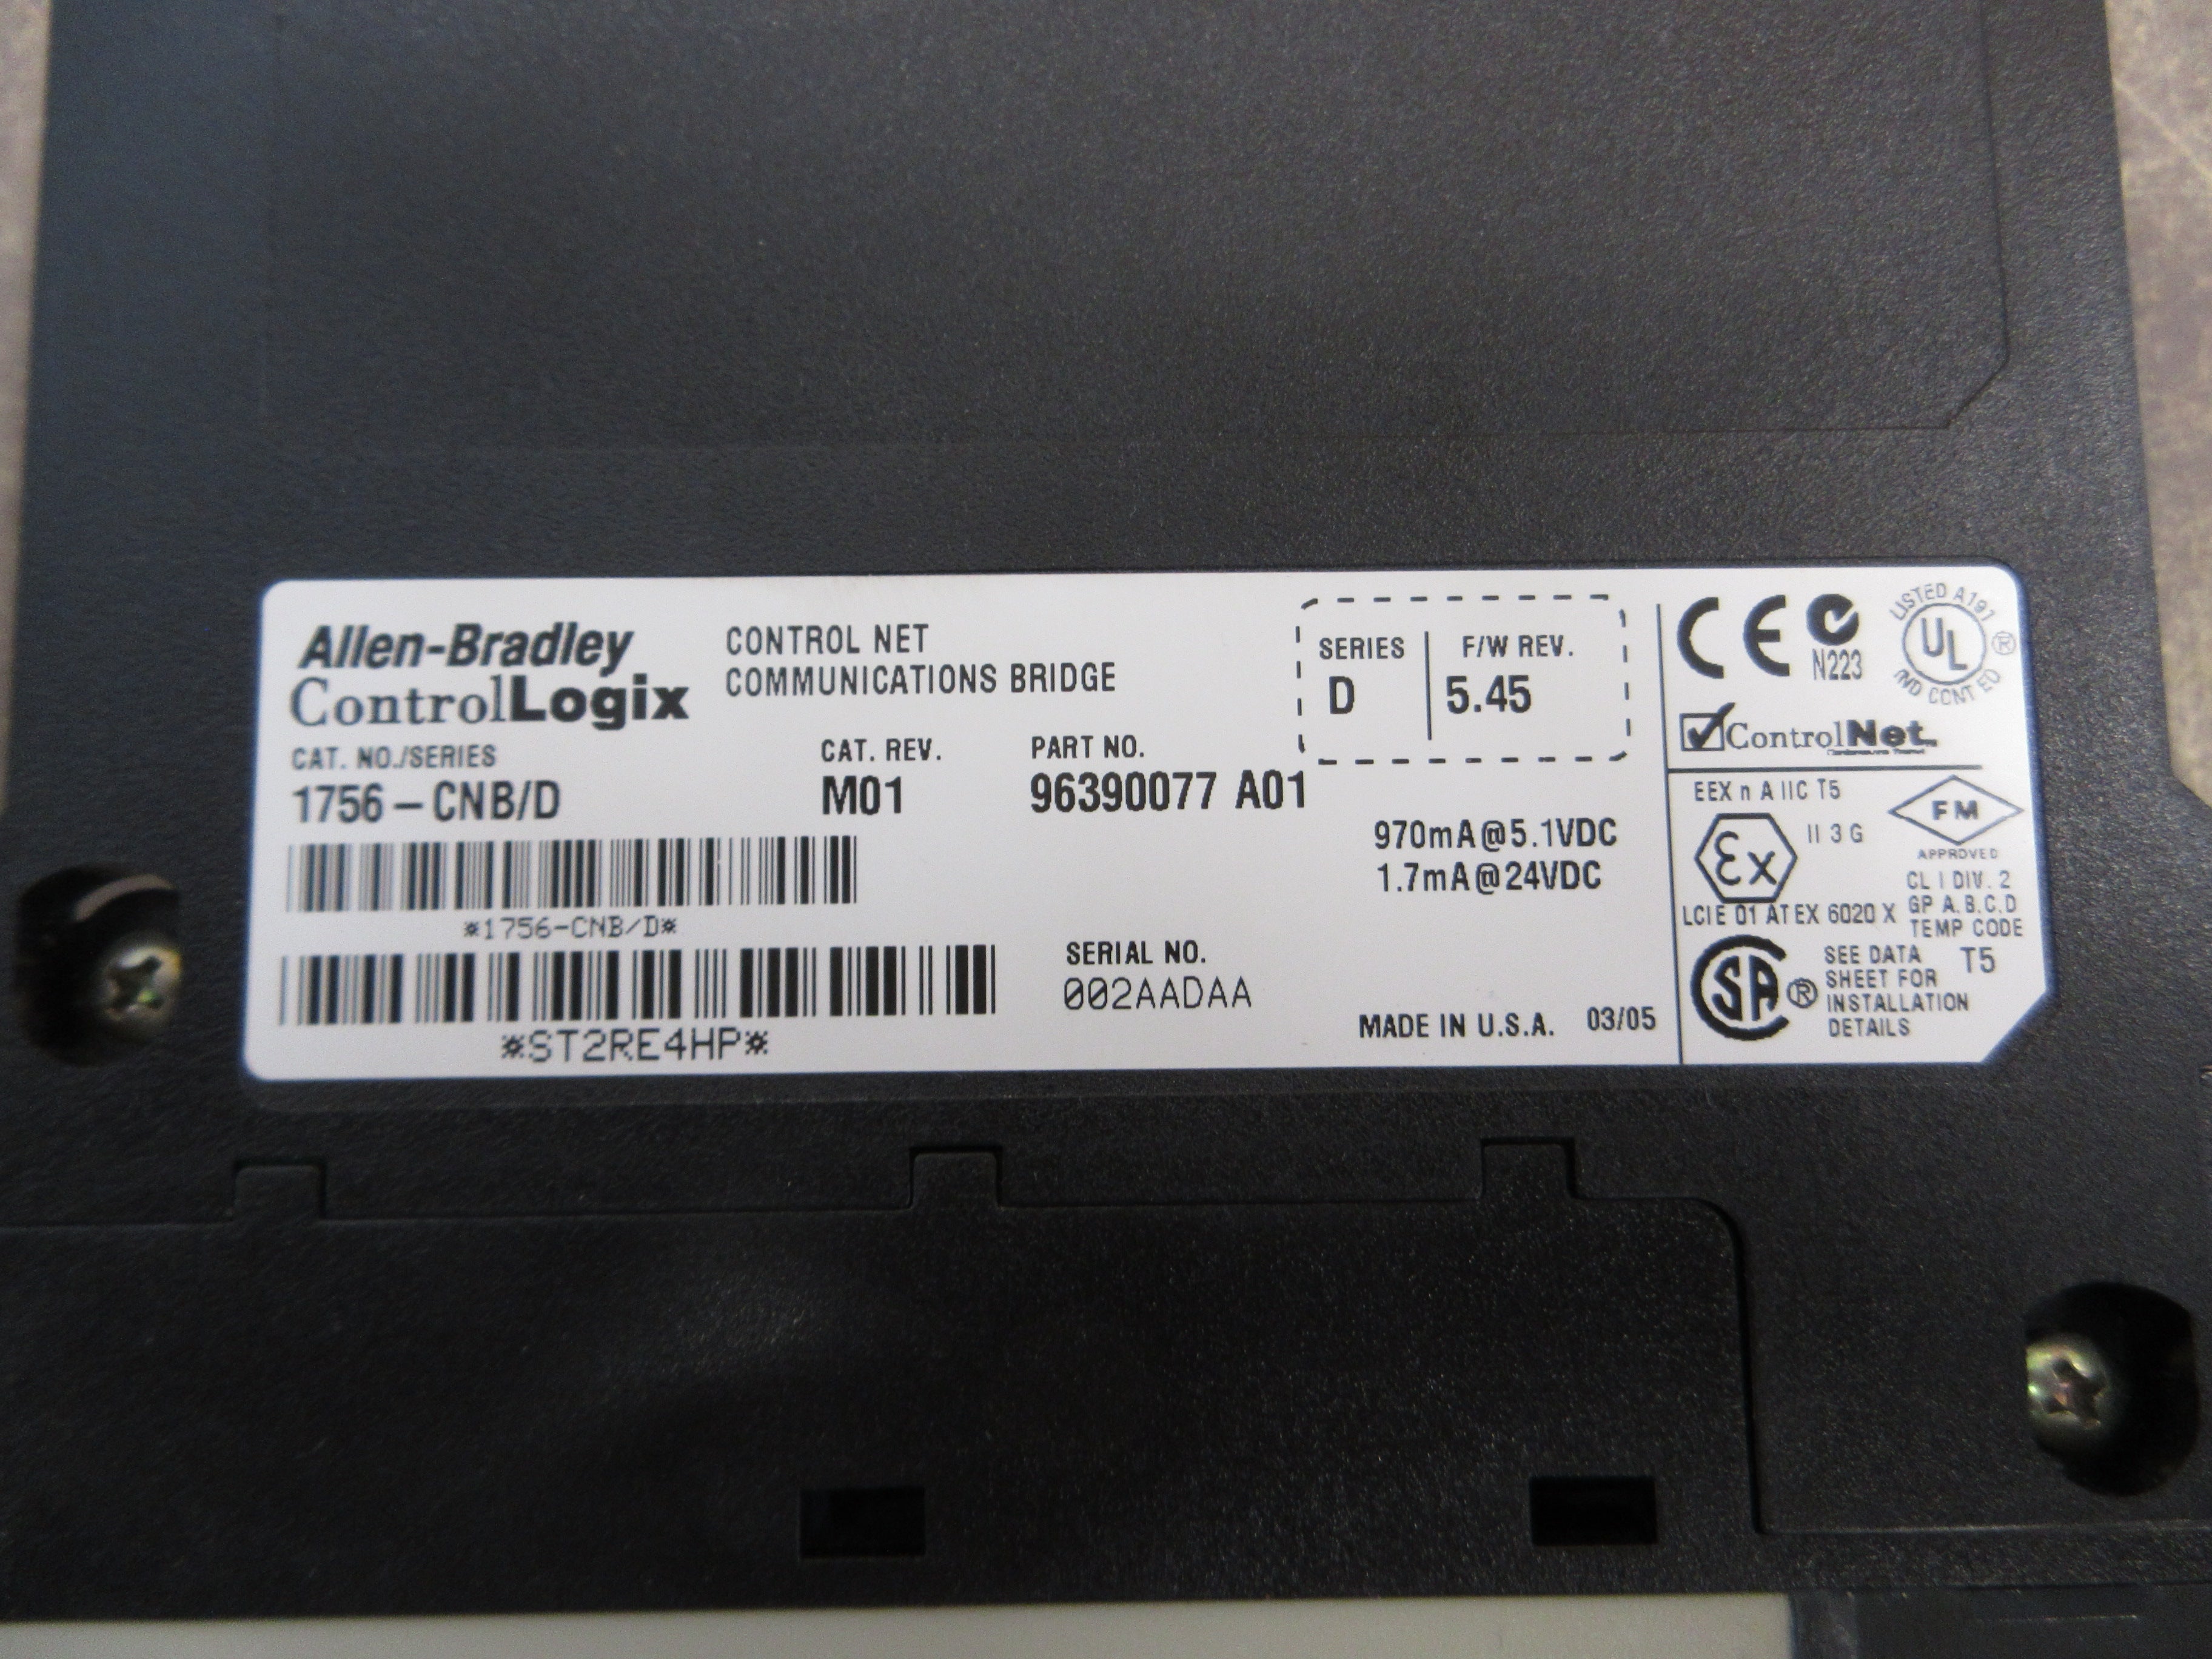 Allen-Bradley
ControlLogix
CONTROL NET
COMMUNICATIONS BRIDGE
SERIES
F/W REV.
D
5.45
CAT. NO./SERIES
CAT. REV.
PART NO.
1756-CNB/D
M01
96390077 A01
970mA@5.1VDC
1.7mA@24VDC
*1756-CNB/D*
SERIAL NO.
002AADAA
*ST2RE4HP*
MADE IN U.S.A. 03/05
CE
N223
LISTED A191
UL
®
IND CONT EQ
ControlNet
EEX n A IIC T5
Ex
II 3 G
FM
APPROVED
CL I DIV. 2
GP A.B.C.D
TEMP CODE
T5
LCIE 01 ATEX 6020 X
SA®
SEE DATA
SHEET FOR
INSTALLATION
DETAILS